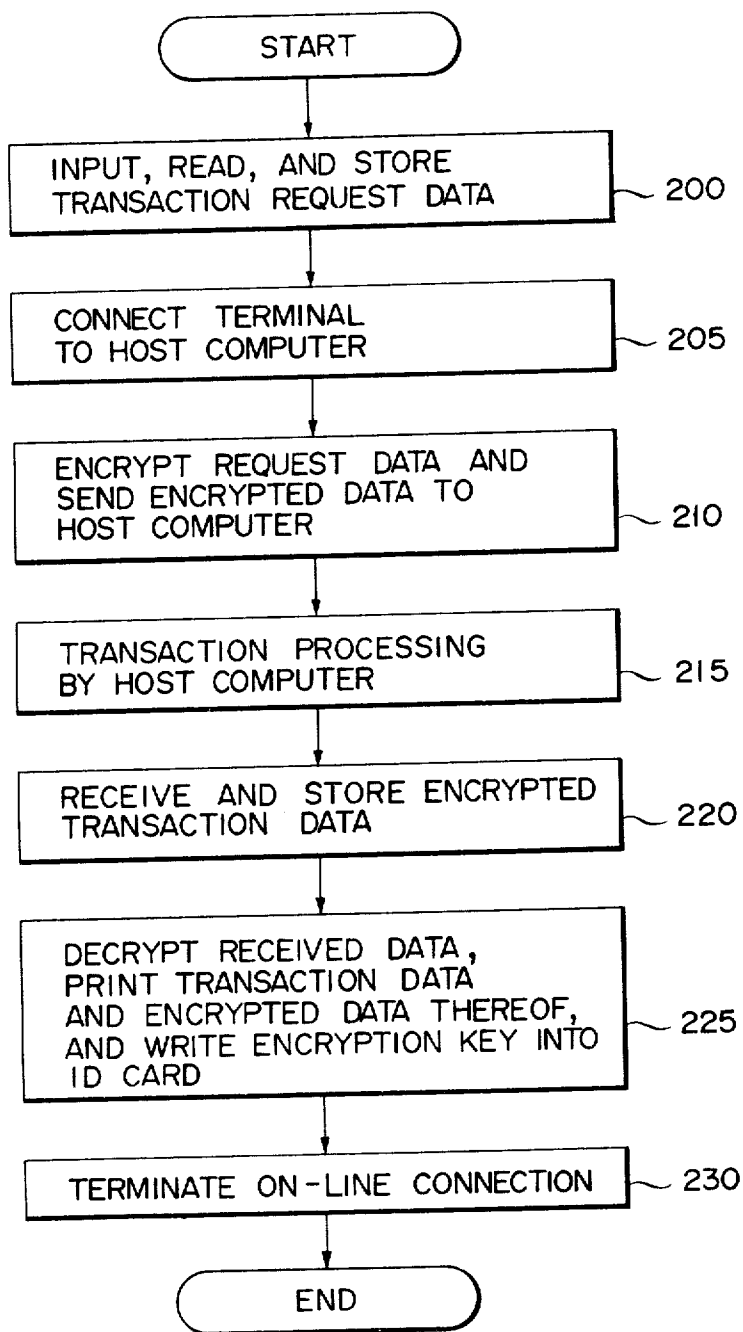 START
INPUT, READ, AND STORE
TRANSACTION REQUEST DATA
200
CONNECT TERMINAL
TO HOST COMPUTER
205
ENCRYPT REQUEST DATA AND
SEND ENCRYPTED DATA TO
HOST COMPUTER
210
TRANSACTION PROCESSING
BY HOST COMPUTER
215
RECEIVE AND STORE ENCRYPTED
TRANSACTION DATA
220
DECRYPT RECEIVED DATA,
PRINT TRANSACTION DATA
AND ENCRYPTED DATA THEREOF,
AND WRITE ENCRYPTION KEY INTO
ID CARD
225
TERMINATE ON-LINE CONNECTION
230
END